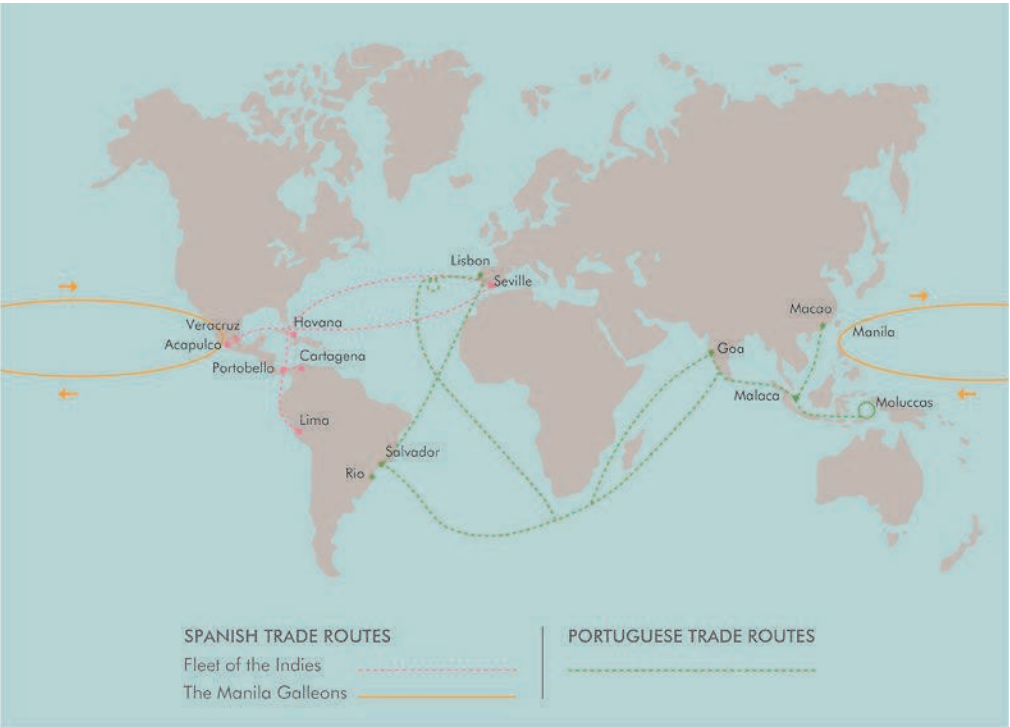 Lisbon
Seville
Macao
Veracruz
Havana
Manila
Acapulco
Goa
Cartagena
Portobello
Malaca
Moluccas
Lima
Salvador
Rio
SPANISH TRADE ROUTES
Fleet of the Indies
The Manila Galleons
PORTUGUESE TRADE ROUTES